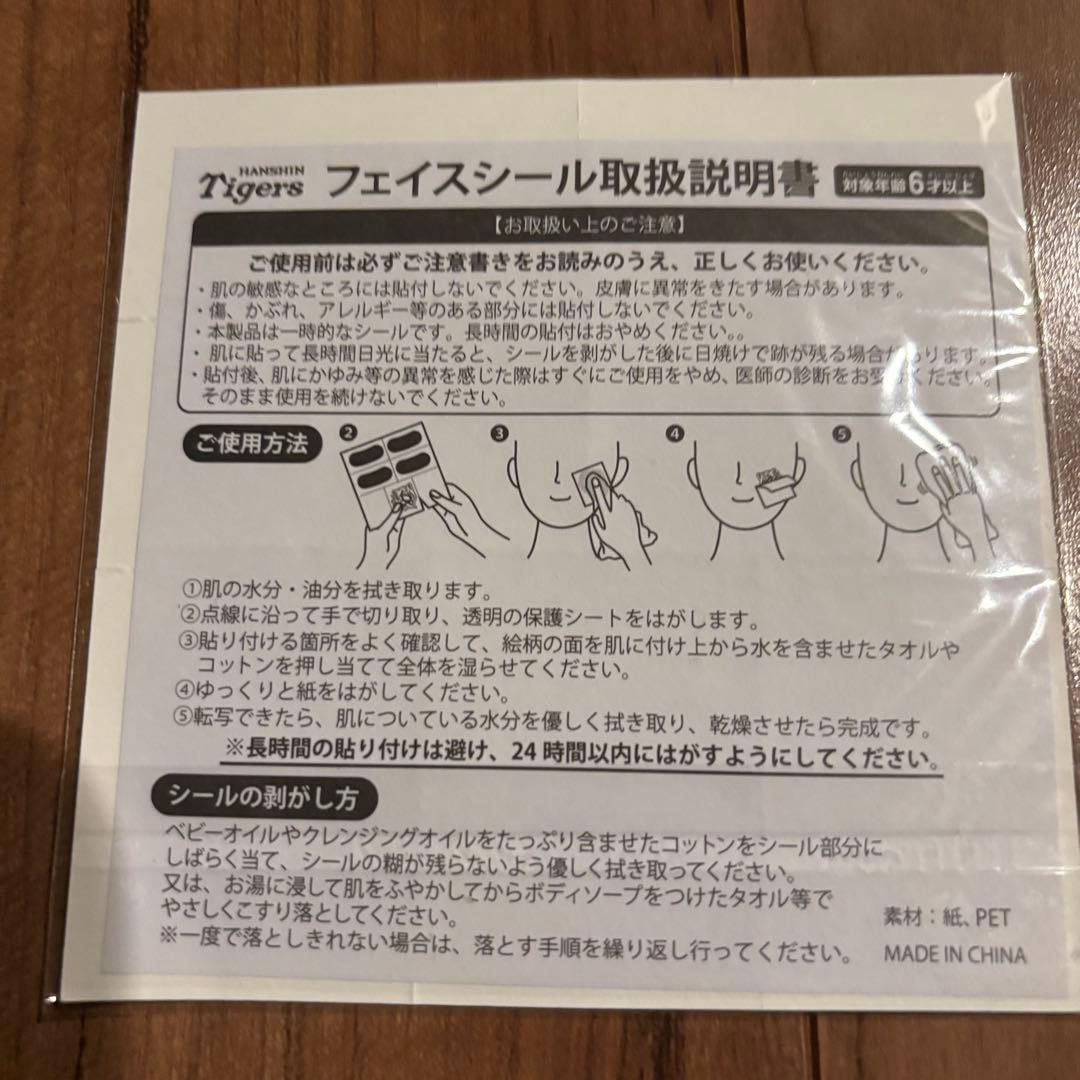 HANSHIN
Tigers
フェイスシール取扱説明書
対象年齢6才以上
【お取扱い上のご注意】
ご使用前は必ずご注意書きをお読みのうえ、正しくお使いください。
・肌の敏感なところには貼付しないでください。皮膚に異常をきたす場合があります。
・傷、かぶれ、アレルギー等のある部分には貼付しないでください。
・本製品は一時的なシールです。長時間の貼付はおやめください。。
・肌に貼って長時間日光に当たると、シールを剥がした後に日焼けで跡が残る場合があります。
・貼付後、肌にかゆみ等の異常を感じた際はすぐにご使用をやめ、医師の診断をお受けください。
そのまま使用を続けないでください。
ご使用方法
❷
❸
❹
❺
①肌の水分・油分を拭き取ります。
②点線に沿って手で切り取り、透明の保護シートをはがします。
③貼り付ける箇所をよく確認して、絵柄の面を肌に付け上から水を含ませたタオルや
コットンを押し当てて全体を湿らせてください。
④ゆっくりと紙をはがしてください。
⑤転写できたら、肌についている水分を優しく拭き取り、乾燥させたら完成です。
※長時間の貼り付けは避け、24時間以内にはがすようにしてください。
シールの剥がし方
ベビーオイルやクレンジングオイルをたっぷり含ませたコットンをシール部分に
しばらく当て、シールの糊が残らないよう優しく拭き取ってください。
又は、お湯に浸して肌をふやかしてからボディソープをつけたタオル等で
やさしくこすり落としてください。
※一度で落としきれない場合は、落とす手順を繰り返し行ってください。
素材：紙、PET
MADE IN CHINA